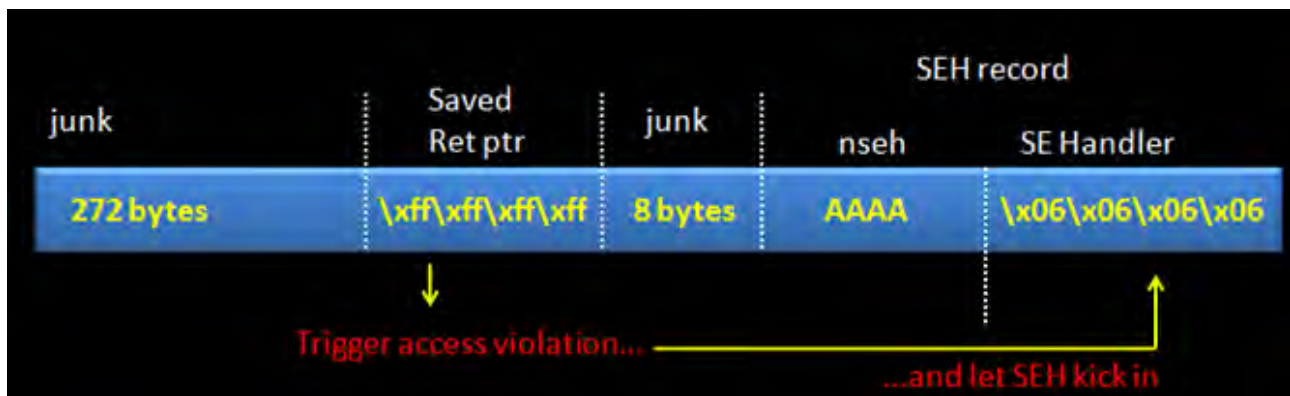 SEH record
junk
Saved
Ret ptr
junk
nseh
SE Handler
272 bytes
\xff\xff\xff\xff
8 bytes
AAAA
\x06\x06\x06\x06
Trigger access violation...
...and let SEH kick in